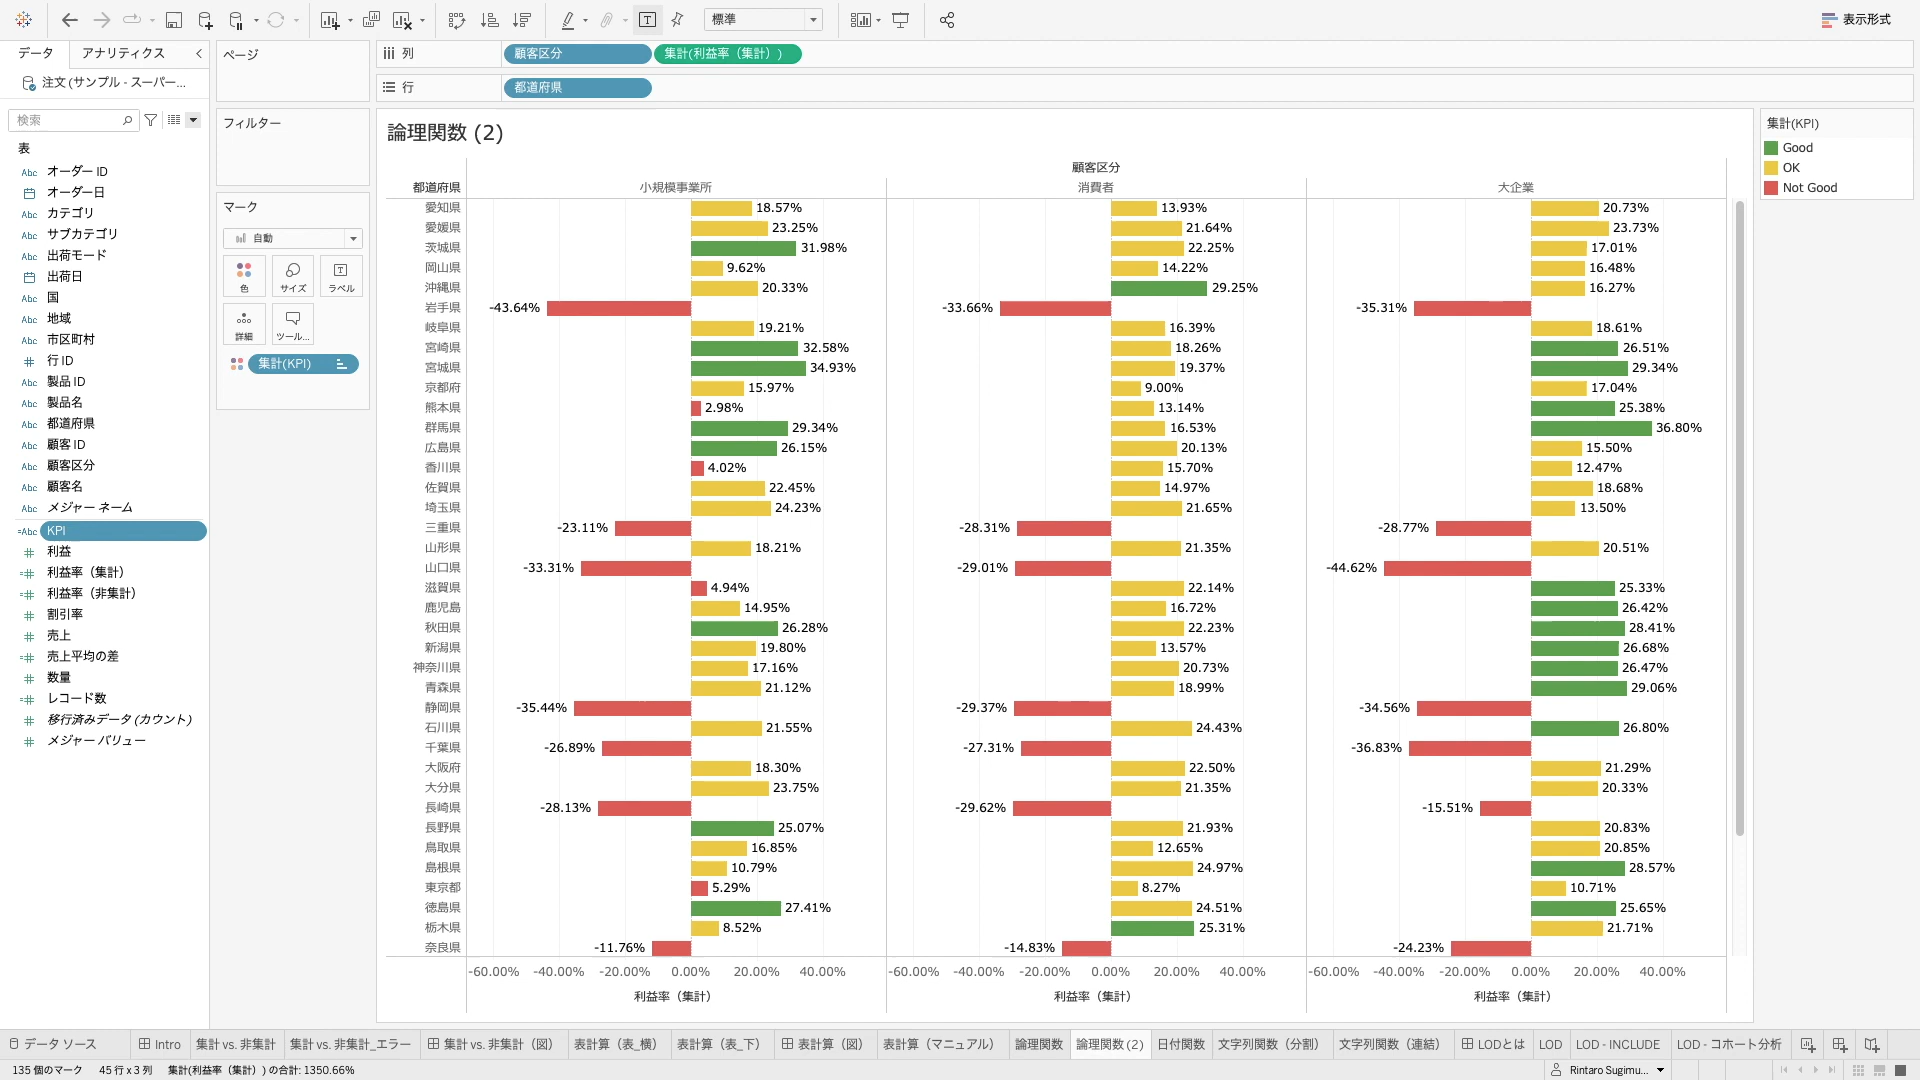 標準
表示形式
データ
アナリティクス
ページ
列
顧客区分
集計(利益率（集計）)
注文 (サンプル - スーパー...
行
都道府県
検索
フィルター
論理関数 (2)
集計(KPI)
Good
OK
Not Good
表
Abc オーダー ID
オーダー日
Abc カテゴリ
Abc サブカテゴリ
Abc 出荷モード
出荷日
Abc 国
Abc 地域
Abc 市区町村
行 ID
Abc 製品 ID
Abc 製品名
Abc 都道府県
Abc 顧客 ID
Abc 顧客区分
Abc 顧客名
Abc メジャー ネーム
=Abc KPI
# 利益
=# 利益率（集計）
=# 利益率（非集計）
# 割引率
# 売上
=# 売上平均の差
# 数量
=# レコード数
# 移行済みデータ (カウント)
# メジャー バリュー
マーク
自動
色
サイズ
ラベル
詳細
ツール...
集計(KPI)
顧客区分
都道府県 小規模事業所 消費者 大企業
愛知県 18.57% 13.93% 20.73%
愛媛県 23.25% 21.64% 23.73%
茨城県 31.98% 22.25% 17.01%
岡山県 9.62% 14.22% 16.48%
沖縄県 20.33% 29.25% 16.27%
岩手県 -43.64% -33.66% -35.31%
岐阜県 19.21% 16.39% 18.61%
宮崎県 32.58% 18.26% 26.51%
宮城県 34.93% 19.37% 29.34%
京都府 15.97% 9.00% 17.04%
熊本県 2.98% 13.14% 25.38%
群馬県 29.34% 16.53% 36.80%
広島県 26.15% 20.13% 15.50%
香川県 4.02% 15.70% 12.47%
佐賀県 22.45% 14.97% 18.68%
埼玉県 24.23% 21.65% 13.50%
三重県 -23.11% -28.31% -28.77%
山形県 18.21% 21.35% 20.51%
山口県 -33.31% -29.01% -44.62%
滋賀県 4.94% 22.14% 25.33%
鹿児島 14.95% 16.72% 26.42%
秋田県 26.28% 22.23% 28.41%
新潟県 19.80% 13.57% 26.68%
神奈川県 17.16% 20.73% 26.47%
青森県 21.12% 18.99% 29.06%
静岡県 -35.44% -29.37% -34.56%
石川県 21.55% 24.43% 26.80%
千葉県 -26.89% -27.31% -36.83%
大阪府 18.30% 22.50% 21.29%
大分県 23.75% 21.35% 20.33%
長崎県 -28.13% -29.62% -15.51%
長野県 25.07% 21.93% 20.83%
鳥取県 16.85% 12.65% 20.85%
島根県 10.79% 24.97% 28.57%
東京都 5.29% 8.27% 10.71%
徳島県 27.41% 24.51% 25.65%
栃木県 8.52% 25.31% 21.71%
奈良県 -11.76% -14.83% -24.23%
-60.00% -40.00% -20.00% 0.00% 20.00% 40.00% -60.00% -40.00% -20.00% 0.00% 20.00% 40.00% -60.00% -40.00% -20.00% 0.00% 20.00% 40.00%
利益率（集計） 利益率（集計） 利益率（集計）
データ ソース Intro 集計 vs. 非集計 集計 vs. 非集計_エラー 集計 vs. 非集計（図） 表計算（表_横） 表計算（表_下） 表計算（図） 表計算（マニュアル） 論理関数 論理関数 (2) 日付関数 文字列関数（分割） 文字列関数（連結） LODとは LOD LOD - INCLUDE LOD - コホート分析
135 個のマーク 45 行 x 3 列 集計(利益率（集計）) の合計: 1350.66% Rintaro Sugimu...